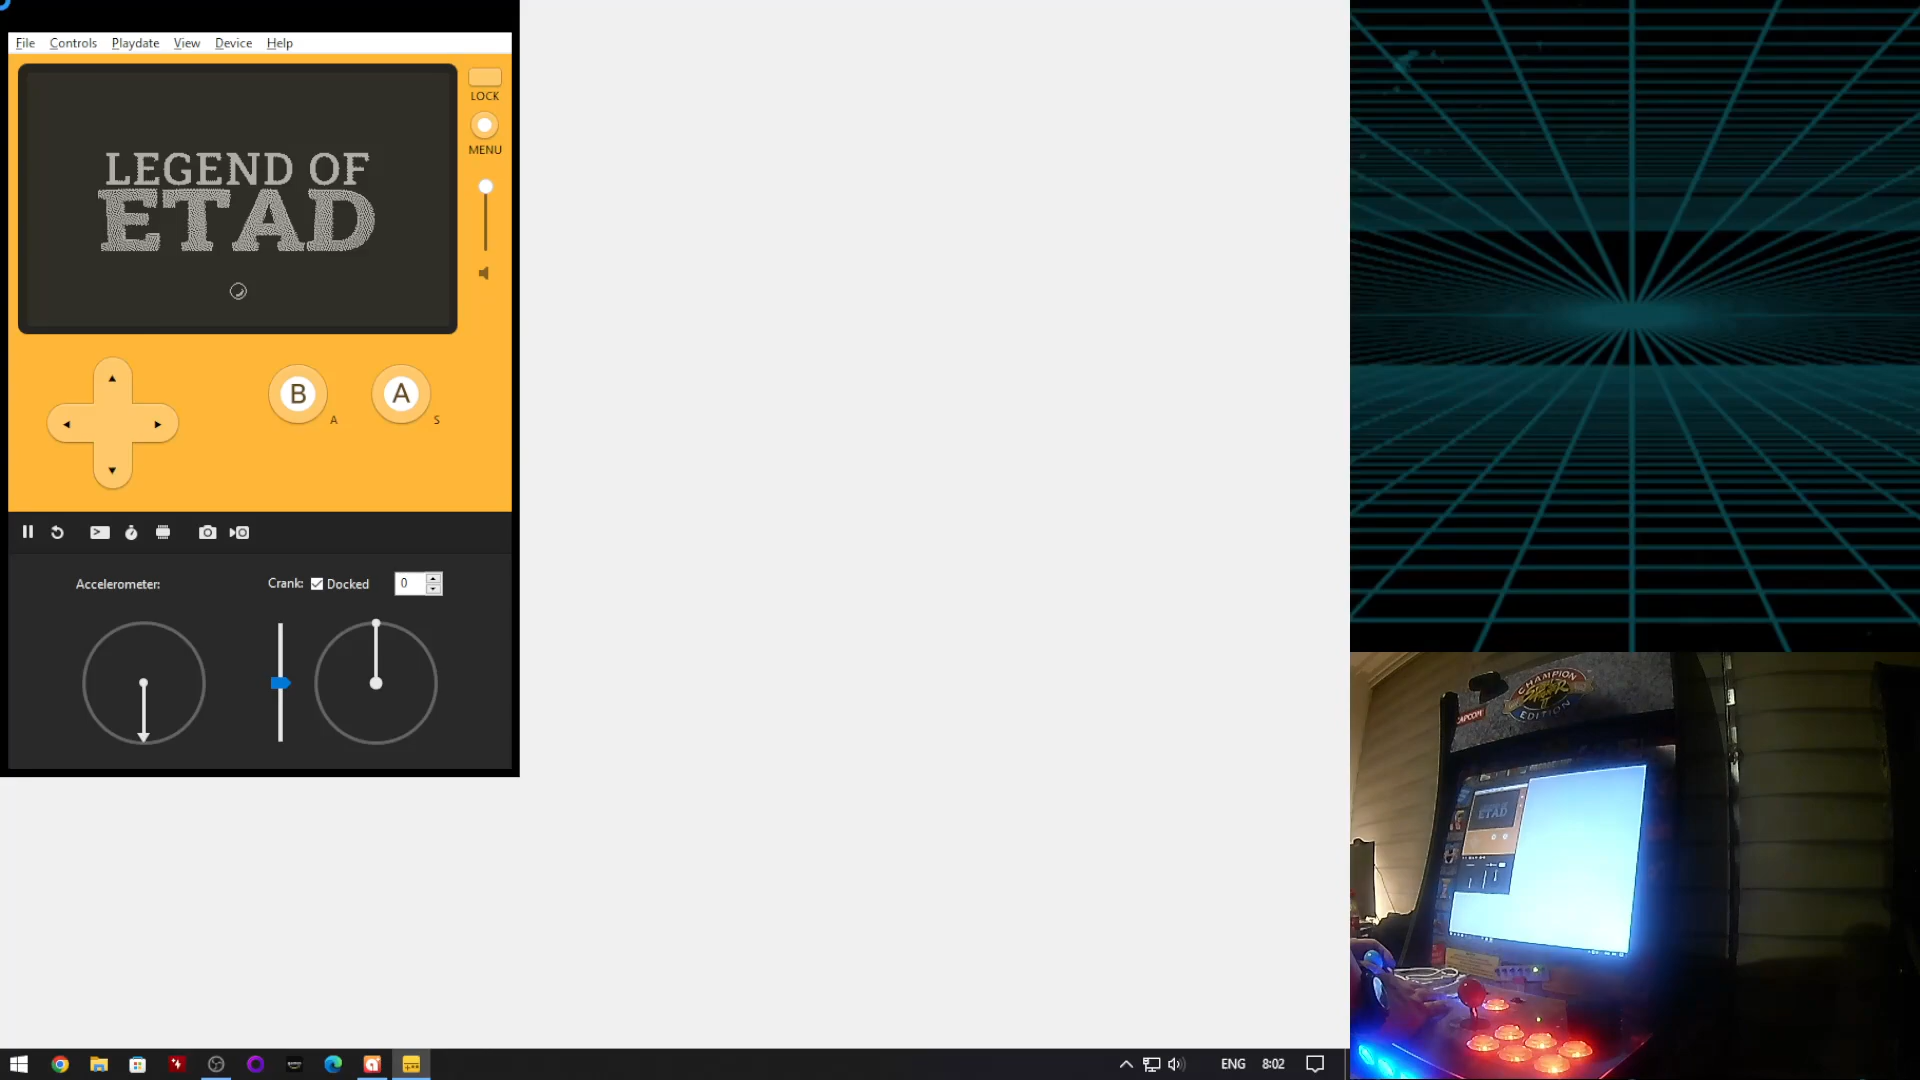 File Controls Playdate View Device Help
LOCK
MENU
LEGEND OF
ETAD
B
A
A
S
Accelerometer:
Crank: Docked 0
ENG 8:02
CHAMPION
EDITION
CAPCOM
ETAD